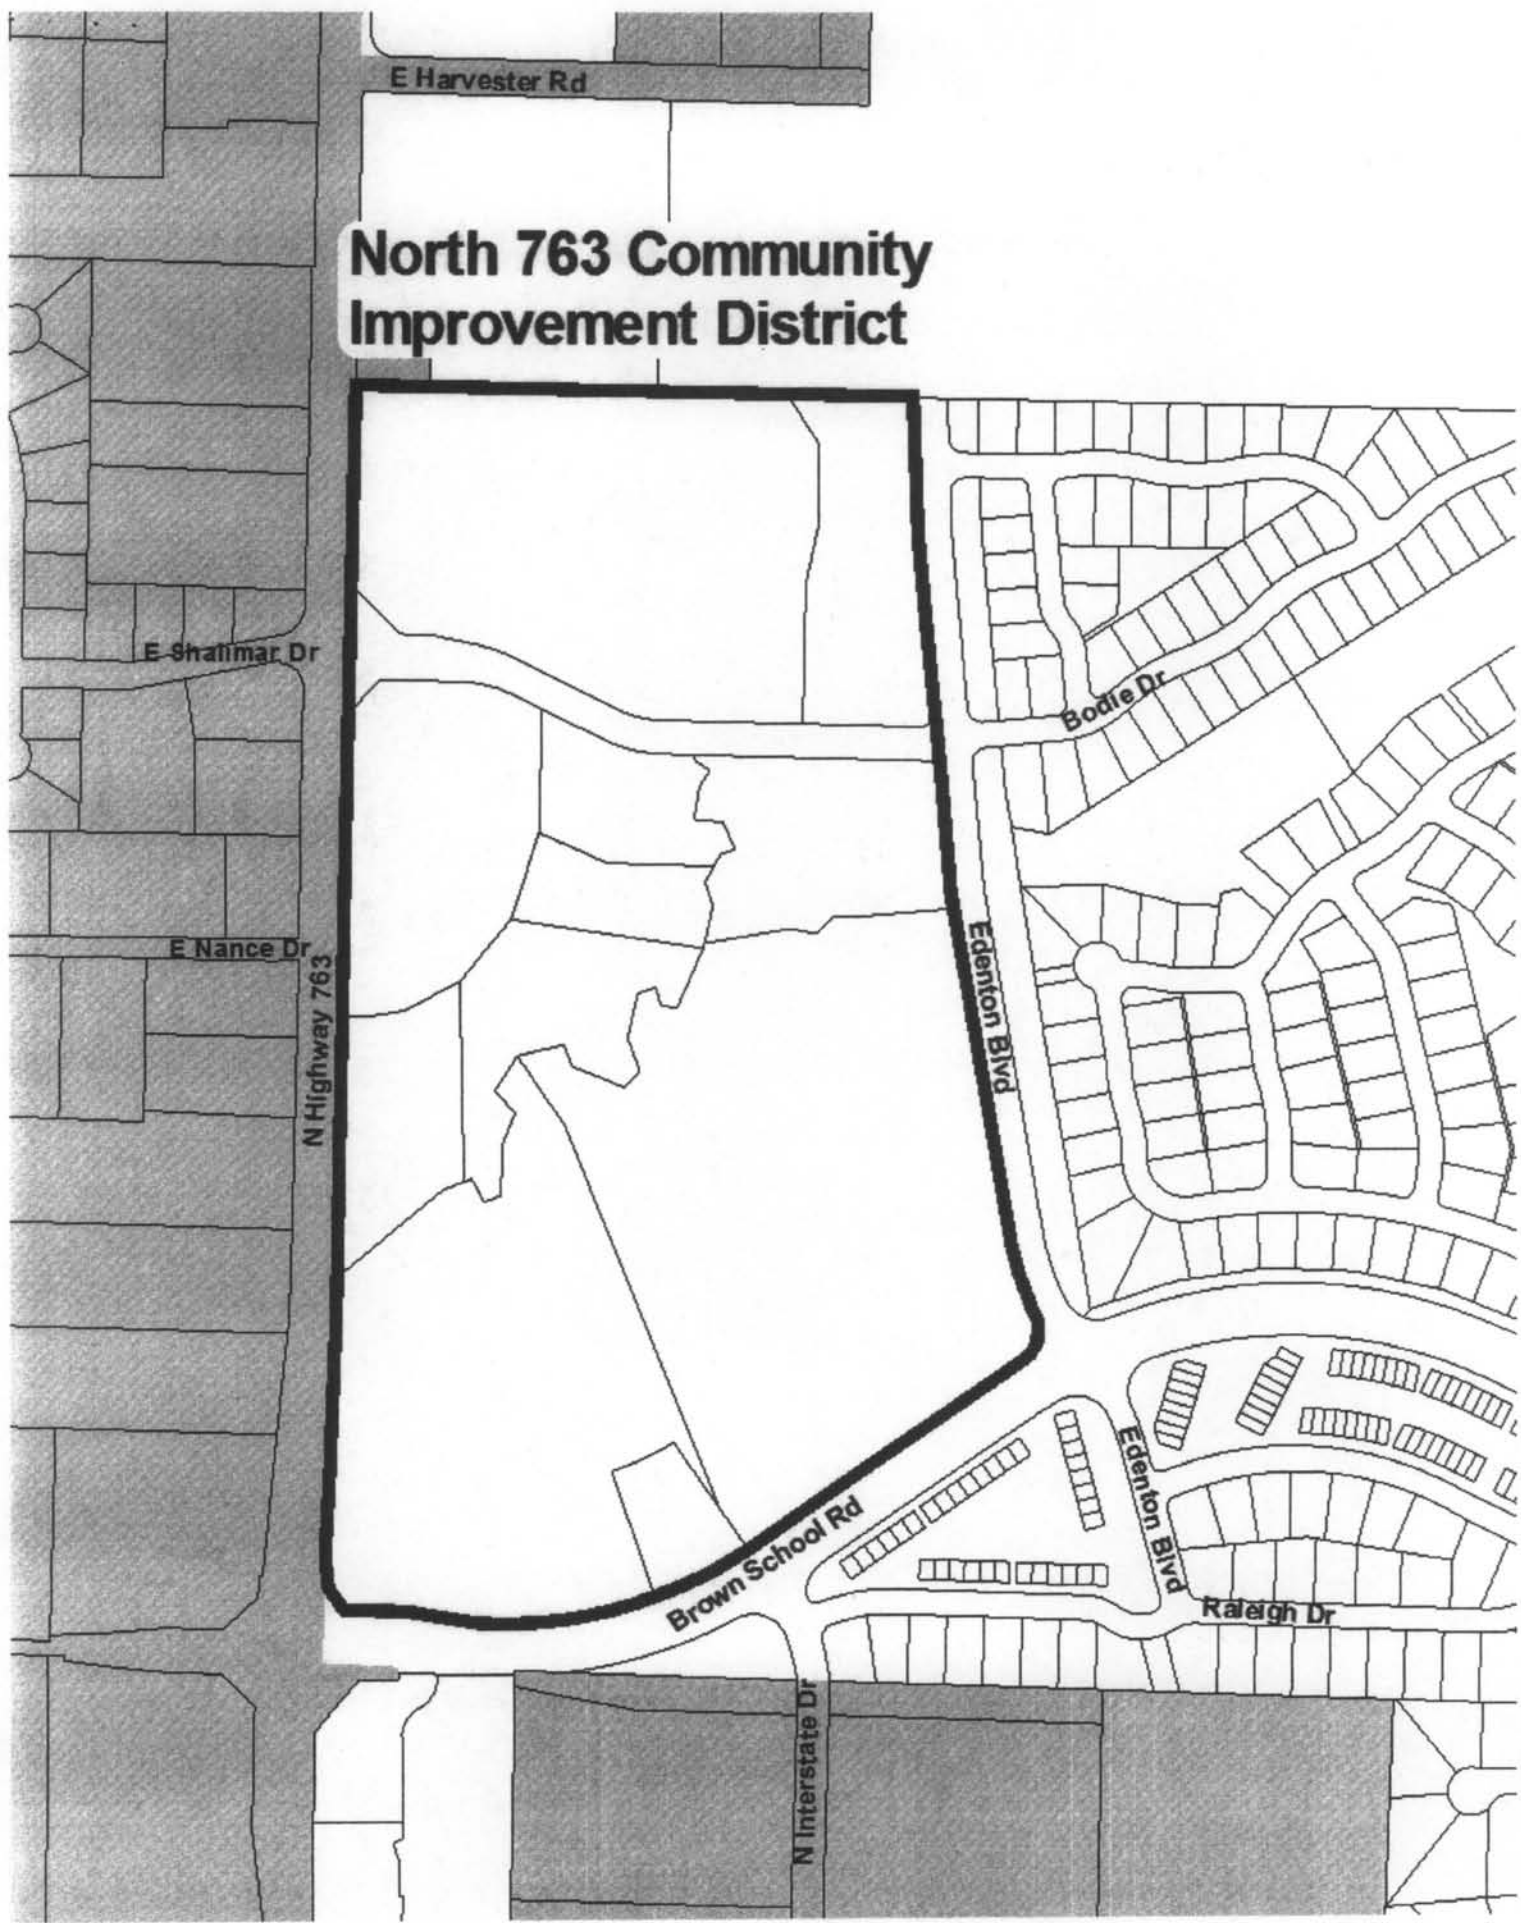 E Harvester Rd
North 763 Community
Improvement District
E Shalimar Dr
Bodie Dr
E Nance Dr
N Highway 763
Edenton Blvd
Edenton Blvd
Brown School Rd
Raleigh Dr
N Interstate Dr